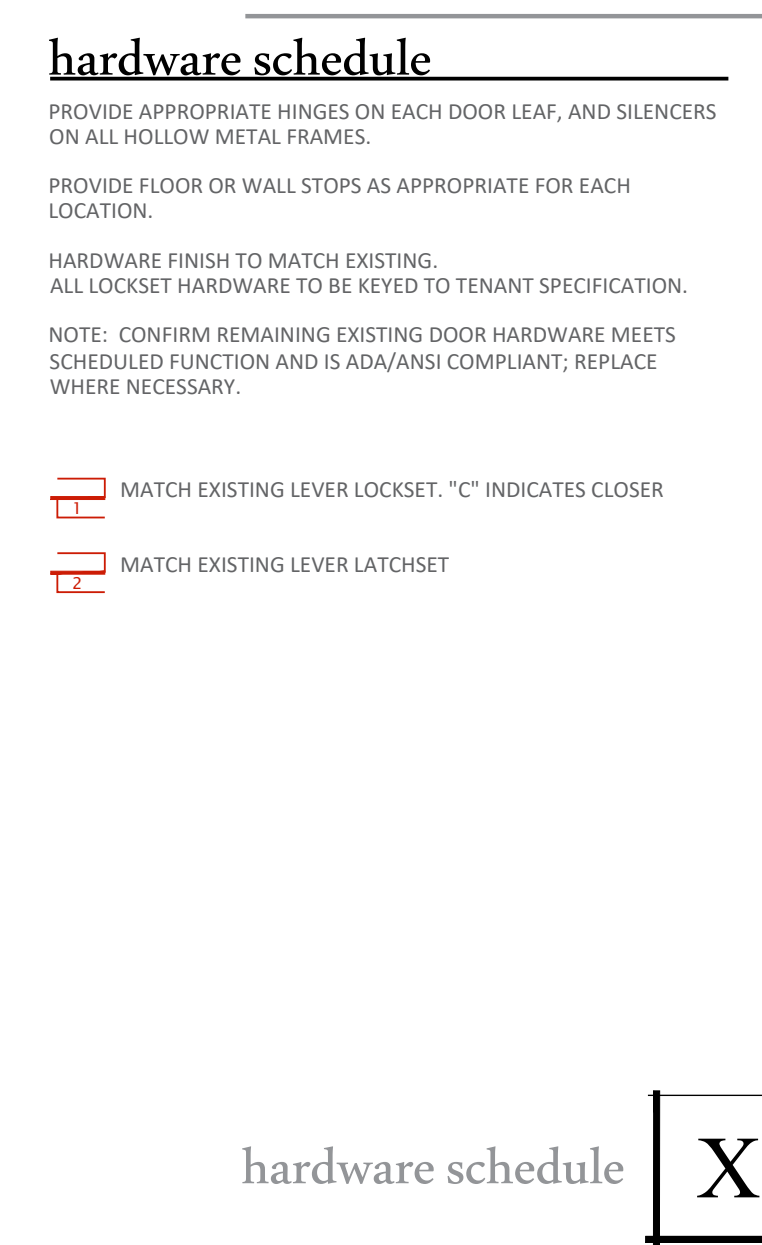 hardware schedule
PROVIDE APPROPRIATE HINGES ON EACH DOOR LEAF, AND SILENCERS
ON ALL HOLLOW METAL FRAMES.
PROVIDE FLOOR OR WALL STOPS AS APPROPRIATE FOR EACH
LOCATION.
HARDWARE FINISH TO MATCH EXISTING.
ALL LOCKSET HARDWARE TO BE KEYED TO TENANT SPECIFICATION.
NOTE:  CONFIRM REMAINING EXISTING DOOR HARDWARE MEETS
SCHEDULED FUNCTION AND IS ADA/ANSI COMPLIANT; REPLACE
WHERE NECESSARY.
1 MATCH EXISTING LEVER LOCKSET. "C" INDICATES CLOSER
2 MATCH EXISTING LEVER LATCHSET
hardware schedule X